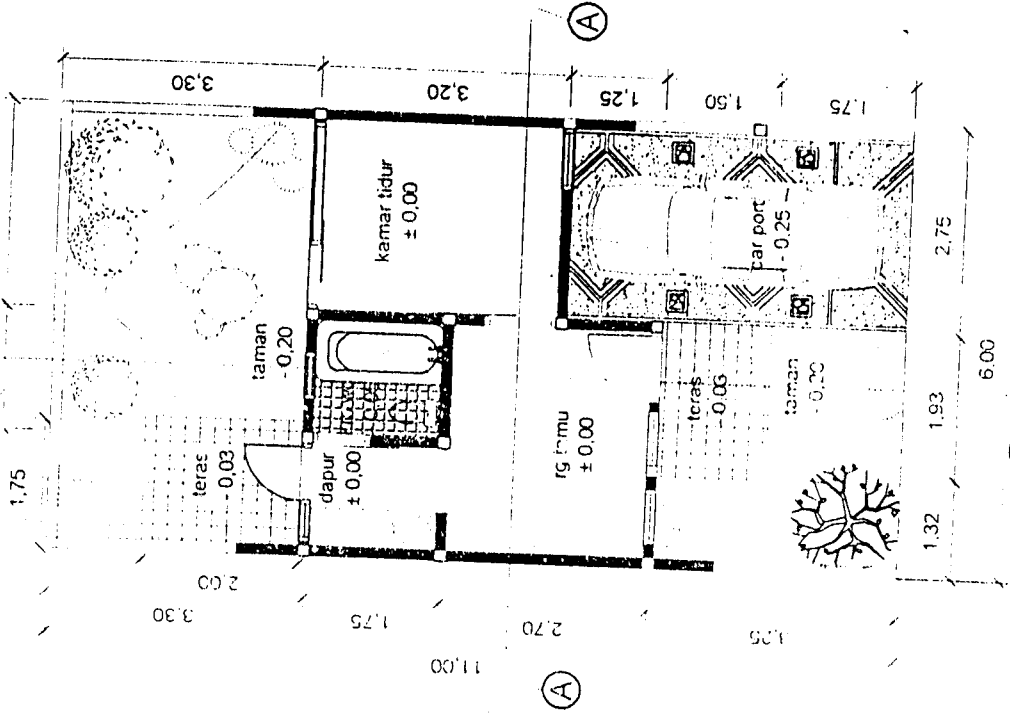 A
3,30
3,20
1,25
1,50
1.75
kamar tidur
± 0,00
taman
- 0,20
teras
- 0,03
dapur
± 0,00
± 0,00
car port
- 0.25
teras
-0.03
taman
1,75
2.75
1,93
1.32
6.00
2.00
3.30
1.75
2.70
11,00
A